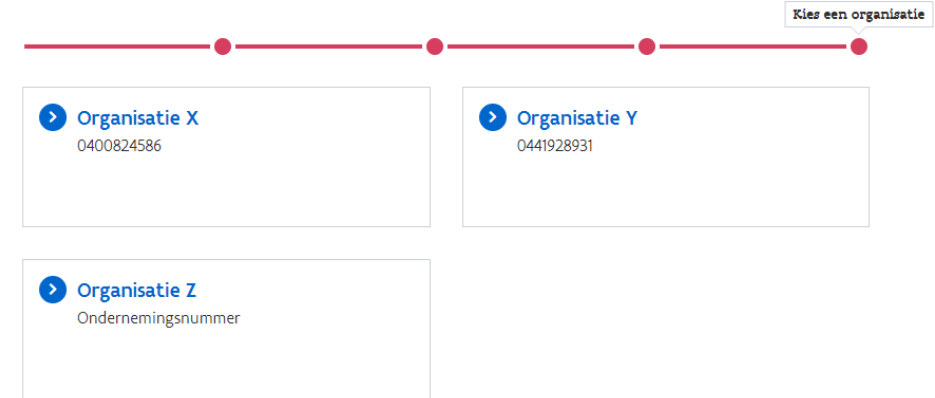 Kies een organisatie
Organisatie X
0400824586
Organisatie Y
0441928931
Organisatie Z
Ondernemingsnummer